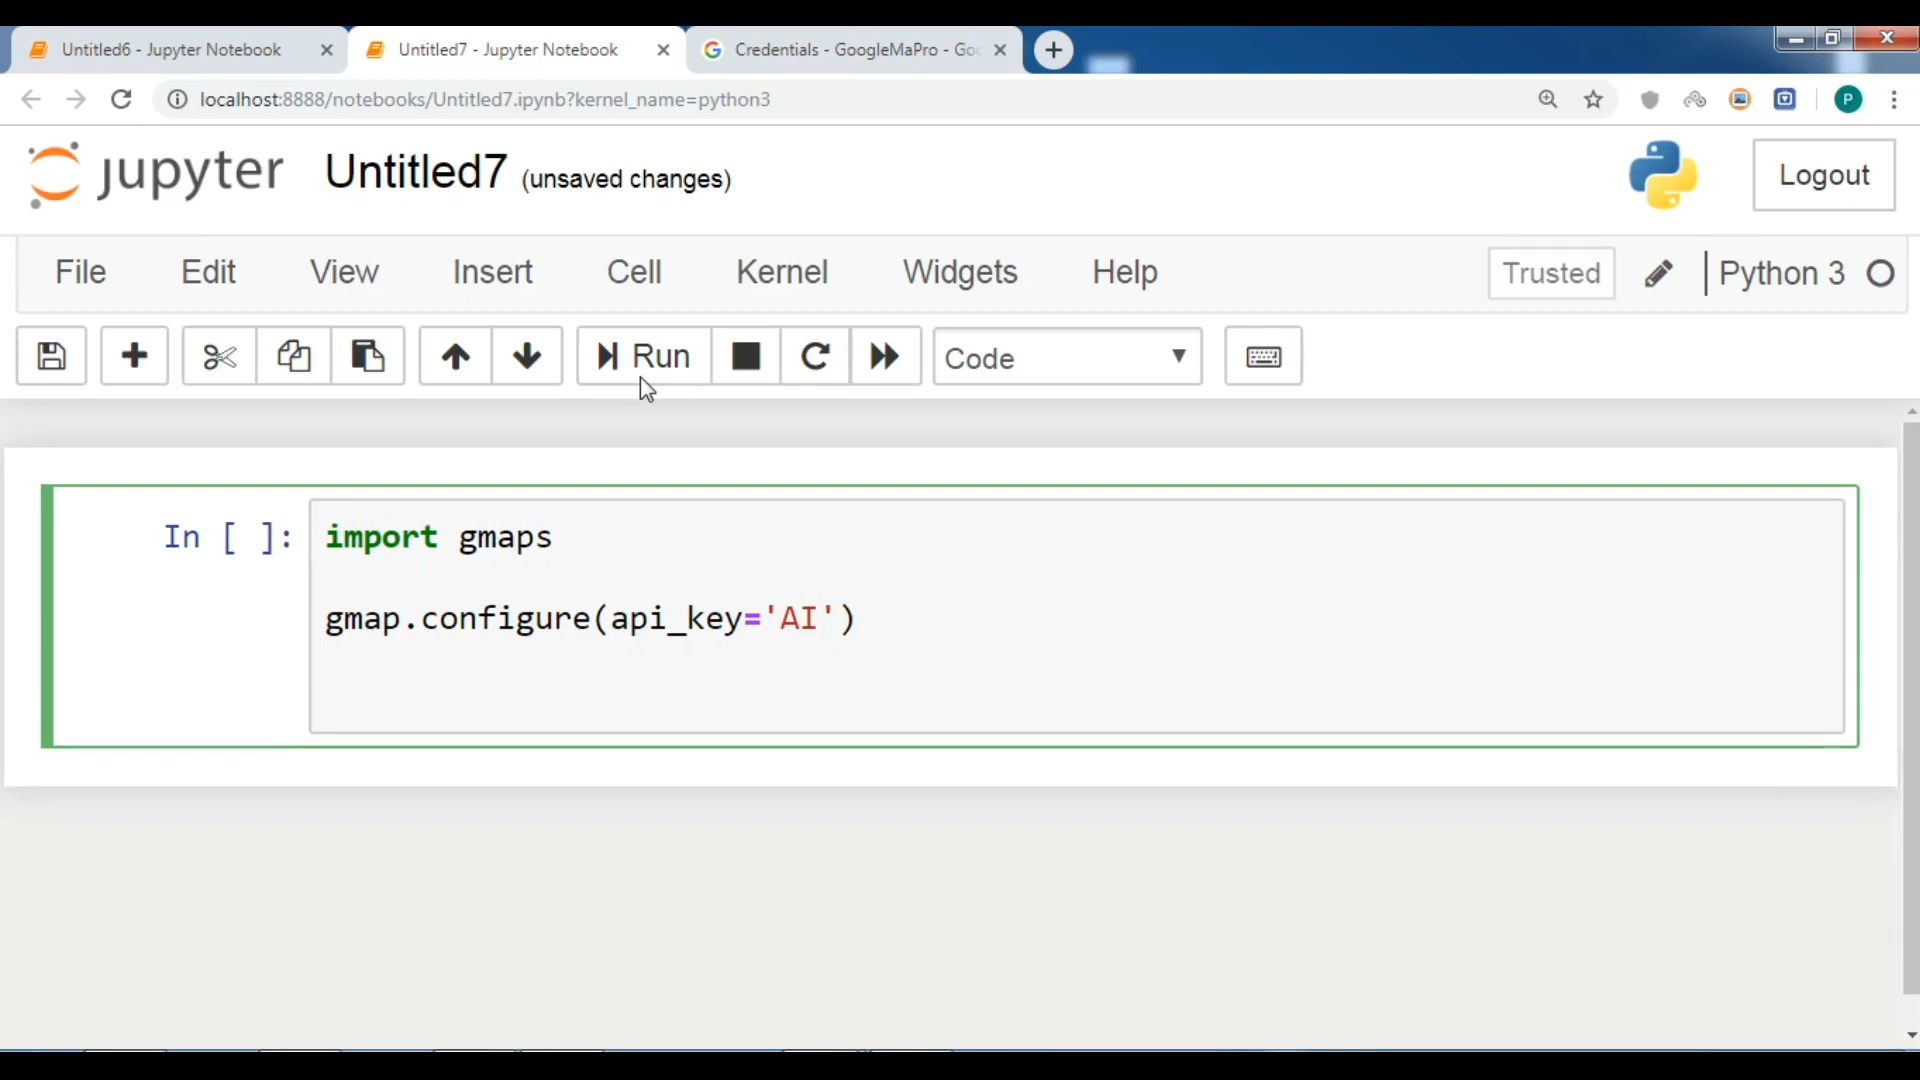 Untitled6 - Jupyter Notebook
Untitled7 - Jupyter Notebook
Credentials - GoogleMaPro - Goo
localhost:8888/notebooks/Untitled7.ipynb?kernel_name=python3
P
jupyter Untitled7 (unsaved changes)
Logout
File Edit View Insert Cell Kernel Widgets Help
Trusted
Python 3
Run
Code
In [ ]: import gmaps
gmap.configure(api_key='AI')